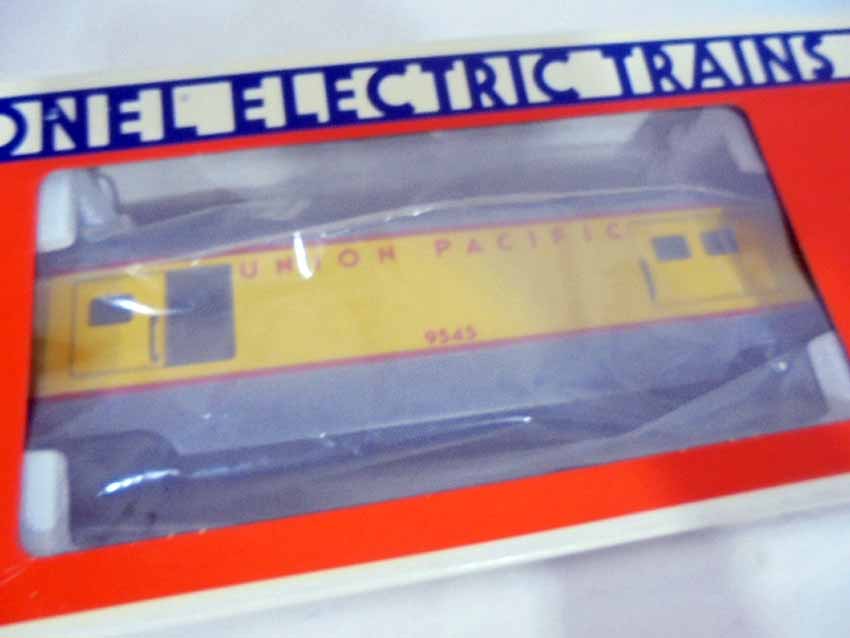 ONEL ELECTRIC TRAINS
UNION PACIFIC
9545